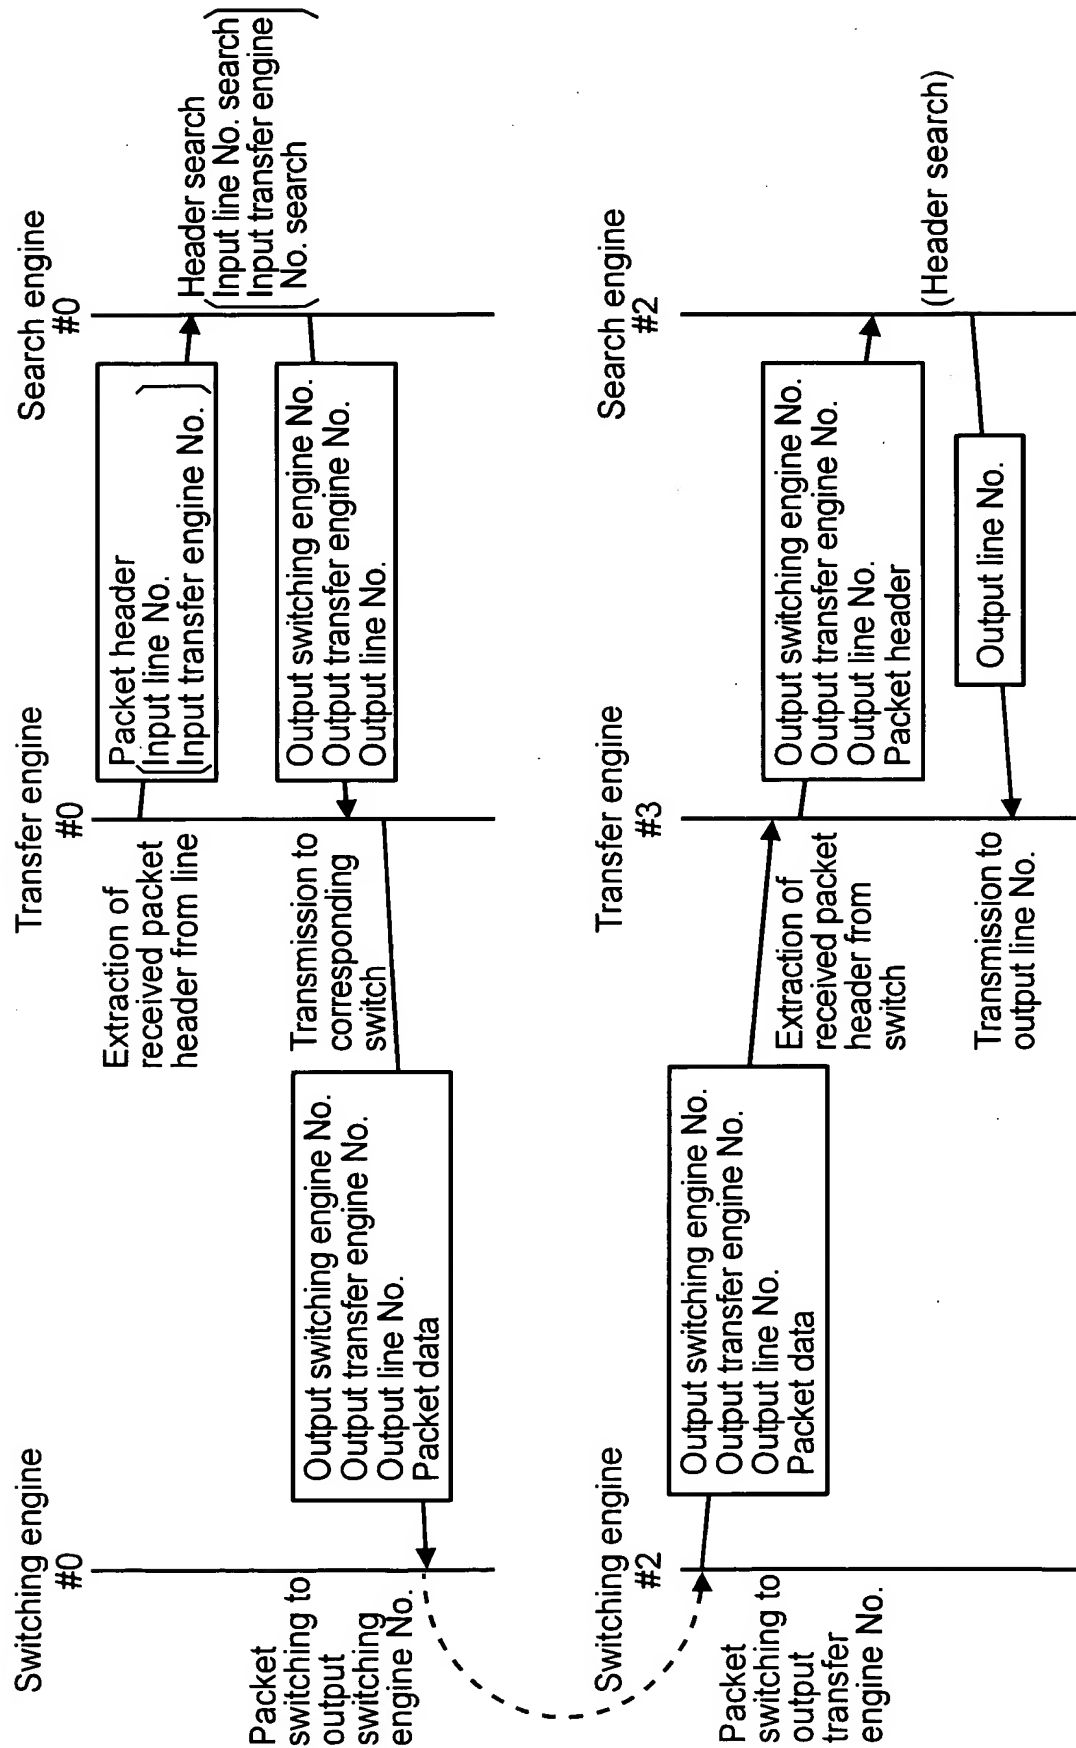 Switching engine
#0
Transfer engine
#0
Search engine
#0
Extraction of
received packet
header from line
Packet header
(Input line No.
Input transfer engine No.)
Header search
(Input line No. search
Input transfer engine
No. search)
Output switching engine No.
Output transfer engine No.
Output line No.
Transmission to
corresponding
switch
Output switching engine No.
Output transfer engine No.
Output line No.
Packet data
Packet
switching to
output
switching
engine No.
Switching engine
#2
Transfer engine
#3
Search engine
#2
Packet
switching to
output
transfer
engine No.
Output switching engine No.
Output transfer engine No.
Output line No.
Packet data
Extraction of
received packet
header from
switch
Output switching engine No.
Output transfer engine No.
Output line No.
Packet header
(Header search)
Output line No.
Transmission to
output line No.